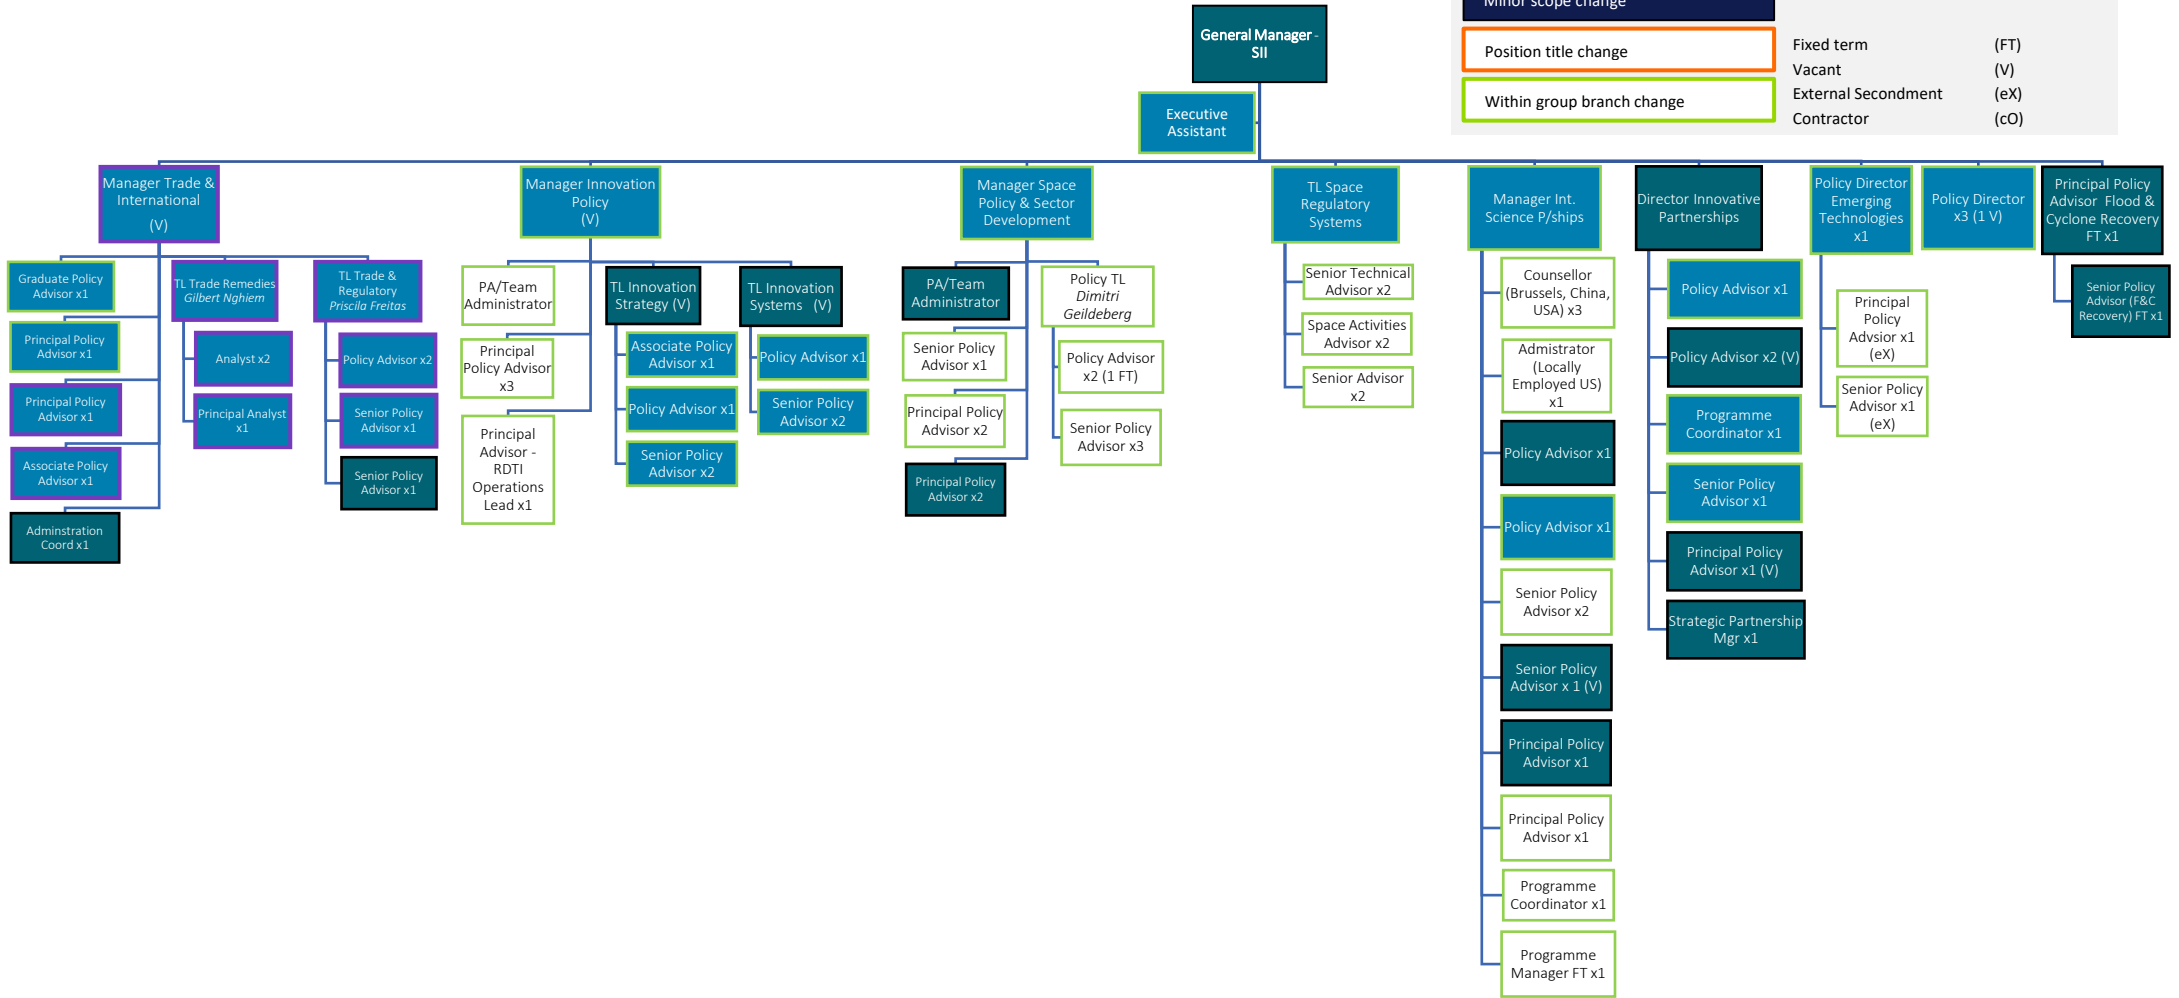 Minor scope change
Position title change
Within group branch change
Fixed term (FT)
Vacant (V)
External Secondment (eX)
Contractor (cO)
General Manager -
SII
Executive
Assistant
Manager Trade &
International
(V)
Graduate Policy
Advisor x1
Principal Policy
Advisor x1
Principal Policy
Advisor x1
Associate Policy
Advisor x1
Adminstration
Coord x1
TL Trade Remedies
Gilbert Nghiem
Analyst x2
Principal Analyst
x1
TL Trade &
Regulatory
Priscila Freitas
Policy Advisor x2
Senior Policy
Advisor x1
Senior Policy
Advisor x1
Manager Innovation
Policy
(V)
PA/Team
Administrator
Principal
Policy Advisor
x3
Principal
Advisor -
RDTI
Operations
Lead x1
TL Innovation
Strategy (V)
Associate Policy
Advisor x1
Policy Advisor x1
Senior Policy
Advisor x2
TL Innovation
Systems (V)
Policy Advisor x1
Senior Policy
Advisor x2
Manager Space
Policy & Sector
Development
PA/Team
Administrator
Senior Policy
Advisor x1
Principal Policy
Advisor x2
Principal Policy
Advisor x2
Policy TL
Dimitri
Geildeberg
Policy Advisor
x2 (1 FT)
Senior Policy
Advisor x3
TL Space
Regulatory
Systems
Senior Technical
Advisor x2
Space Activities
Advisor x2
Senior Advisor
x2
Manager Int.
Science P/ships
Counsellor
(Brussels, China,
USA) x3
Admistrator
(Locally
Employed US)
x1
Policy Advisor x1
Policy Advisor x1
Senior Policy
Advisor x2
Senior Policy
Advisor x 1 (V)
Principal Policy
Advisor x1
Principal Policy
Advisor x1
Programme
Coordinator x1
Programme
Manager FT x1
Director Innovative
Partnerships
Policy Advisor x1
Policy Advisor x2 (V)
Programme
Coordinator x1
Senior Policy
Advisor x1
Principal Policy
Advisor x1 (V)
Strategic Partnership
Mgr x1
Policy Director
Emerging
Technologies
x1
Principal
Policy
Advisor x1
(eX)
Senior Policy
Advisor x1
(eX)
Policy Director
x3 (1 V)
Principal Policy
Advisor Flood &
Cyclone Recovery
FT x1
Senior Policy
Advisor (F&C
Recovery) FT x1